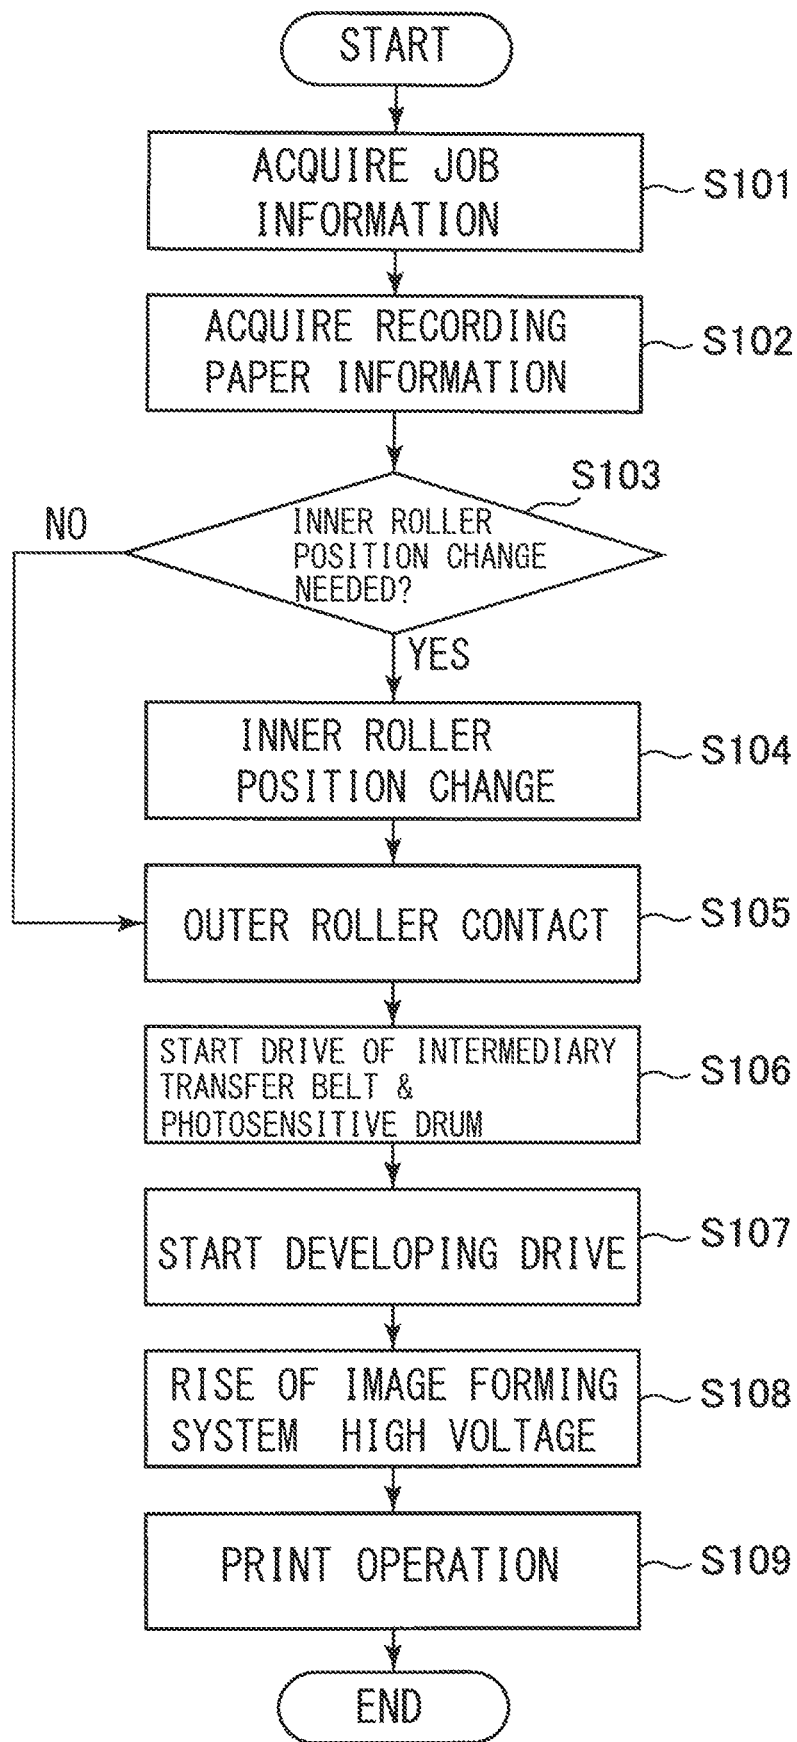 START
ACQUIRE JOB
INFORMATION
S101
ACQUIRE RECORDING
PAPER INFORMATION
S102
S103
NO
INNER ROLLER
POSITION CHANGE
NEEDED?
YES
INNER ROLLER
POSITION CHANGE
S104
OUTER ROLLER CONTACT
S105
START DRIVE OF INTERMEDIARY
TRANSFER BELT &
PHOTOSENSITIVE DRUM
S106
START DEVELOPING DRIVE
S107
RISE OF IMAGE FORMING
SYSTEM HIGH VOLTAGE
S108
PRINT OPERATION
S109
END